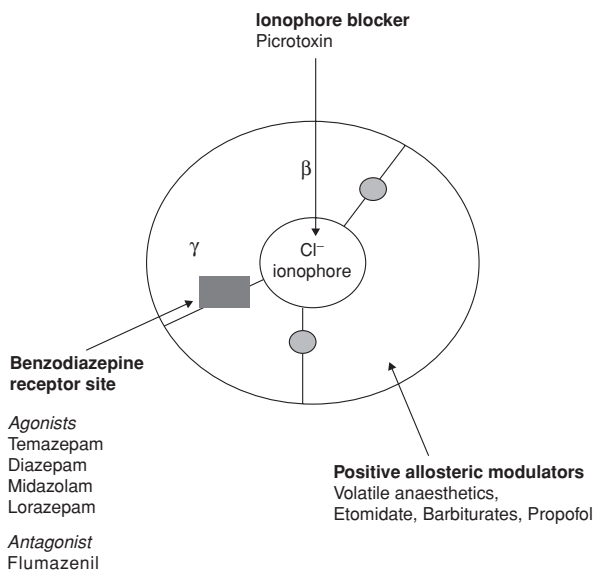 Ionophore blocker
Picrotoxin
β
γ
Cl⁻
ionophore
Benzodiazepine
receptor site
Agonists
Temazepam
Diazepam
Midazolam
Lorazepam
Antagonist
Flumazenil
Positive allosteric modulators
Volatile anaesthetics,
Etomidate, Barbiturates, Propofol